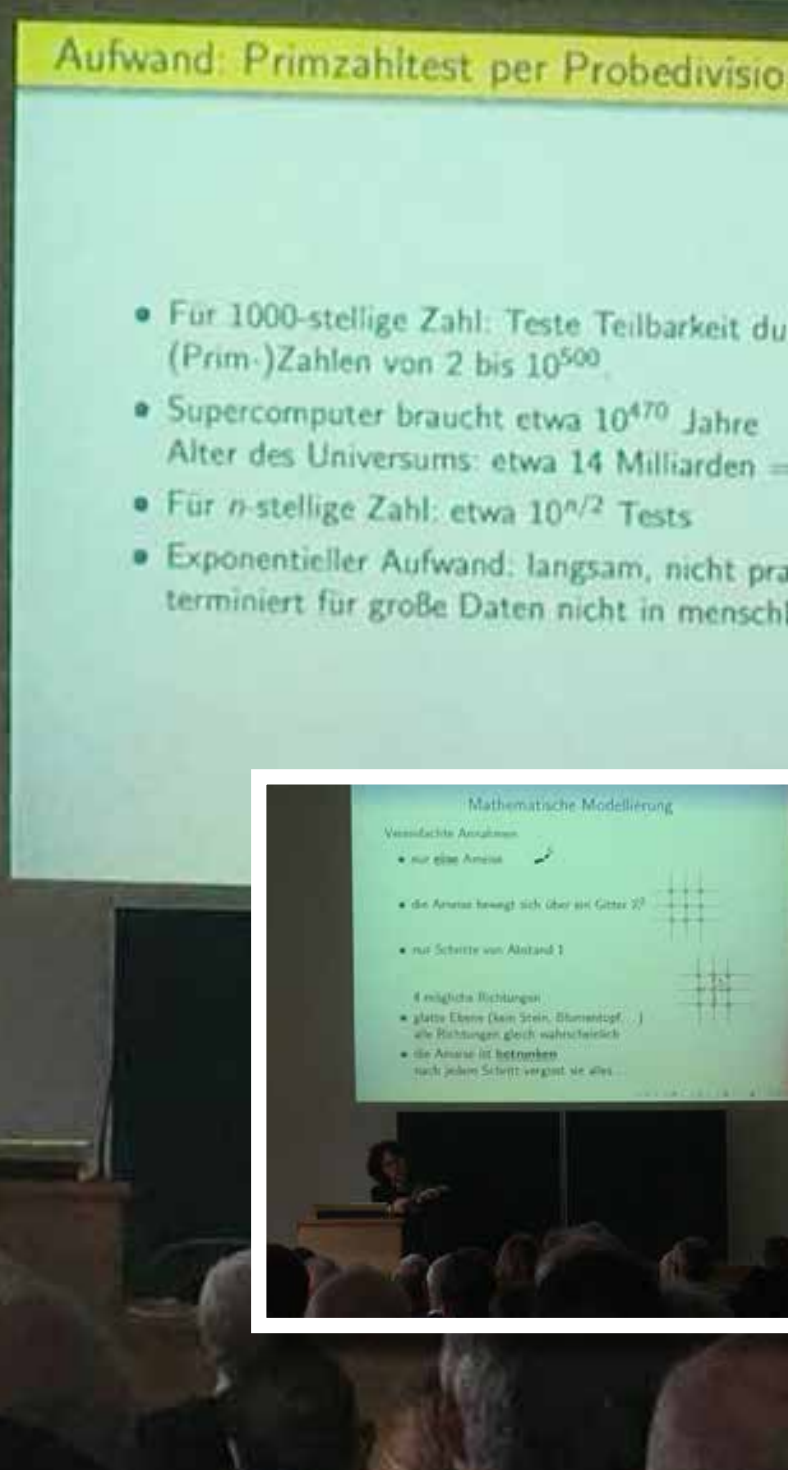 Aufwand: Primzahltest per Probedivisio
• Für 1000-stellige Zahl: Teste Teilbarkeit du
(Prim-)Zahlen von 2 bis 10⁵⁰⁰.
• Supercomputer braucht etwa 10⁴⁷⁰ Jahre
Alter des Universums: etwa 14 Milliarden =
• Für n-stellige Zahl: etwa 10ⁿ/² Tests
• Exponentieller Aufwand: langsam, nicht pra
terminiert für große Daten nicht in menschl
Mathematische Modellierung
Vereinfachte Annahmen
• nur eine Ameise
• die Ameise bewegt sich über ein Gitter ℤ²
• nur Schritte von Abstand 1
4 mögliche Richtungen
• glatte Ebene (kein Stein, Blumentopf ...)
alle Richtungen gleich wahrscheinlich
• die Ameise ist betrunken
nach jedem Schritt vergisst sie alles ...